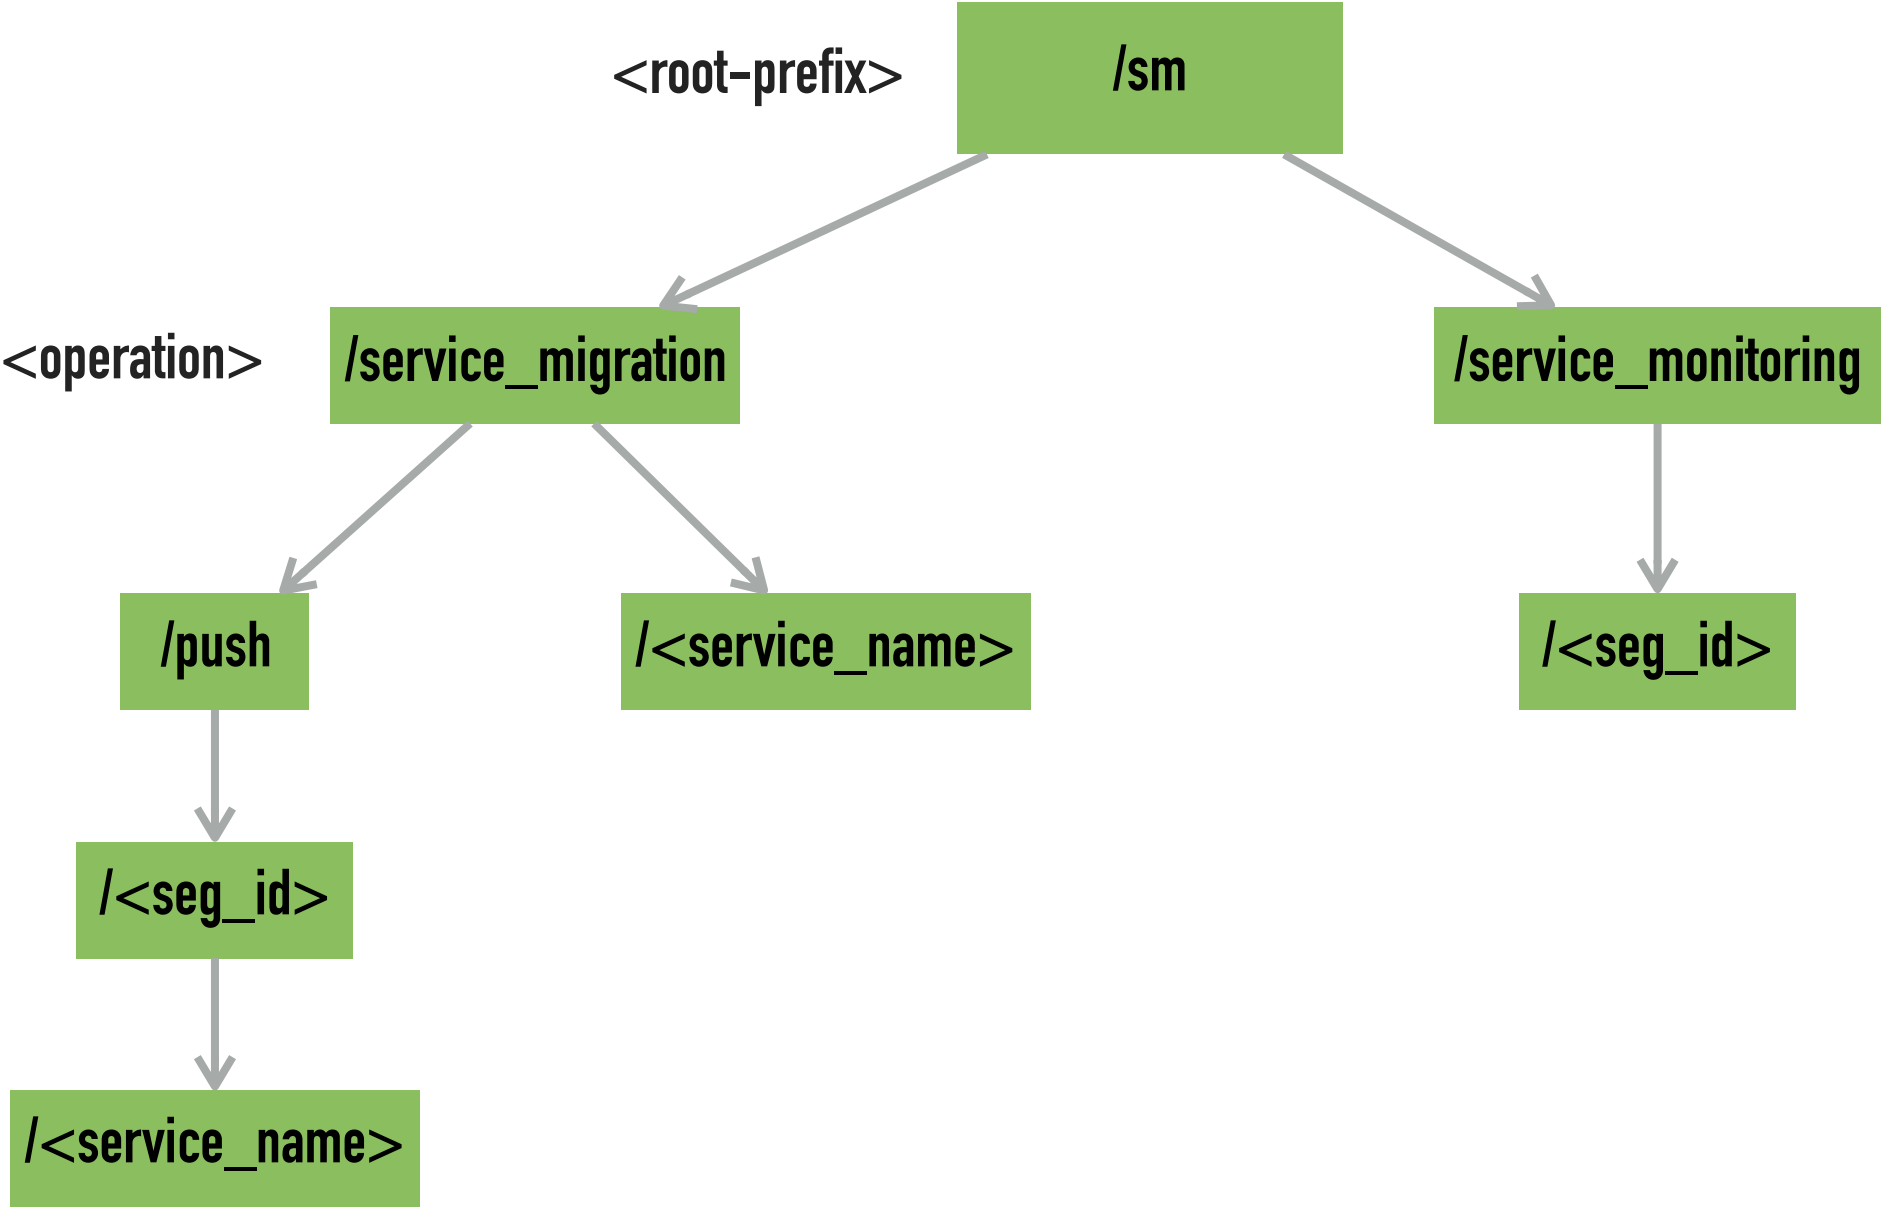 <root-prefix>
/sm
<operation>
/service_migration
/service_monitoring
/push
/<service_name>
/<seg_id>
/<seg_id>
/<service_name>